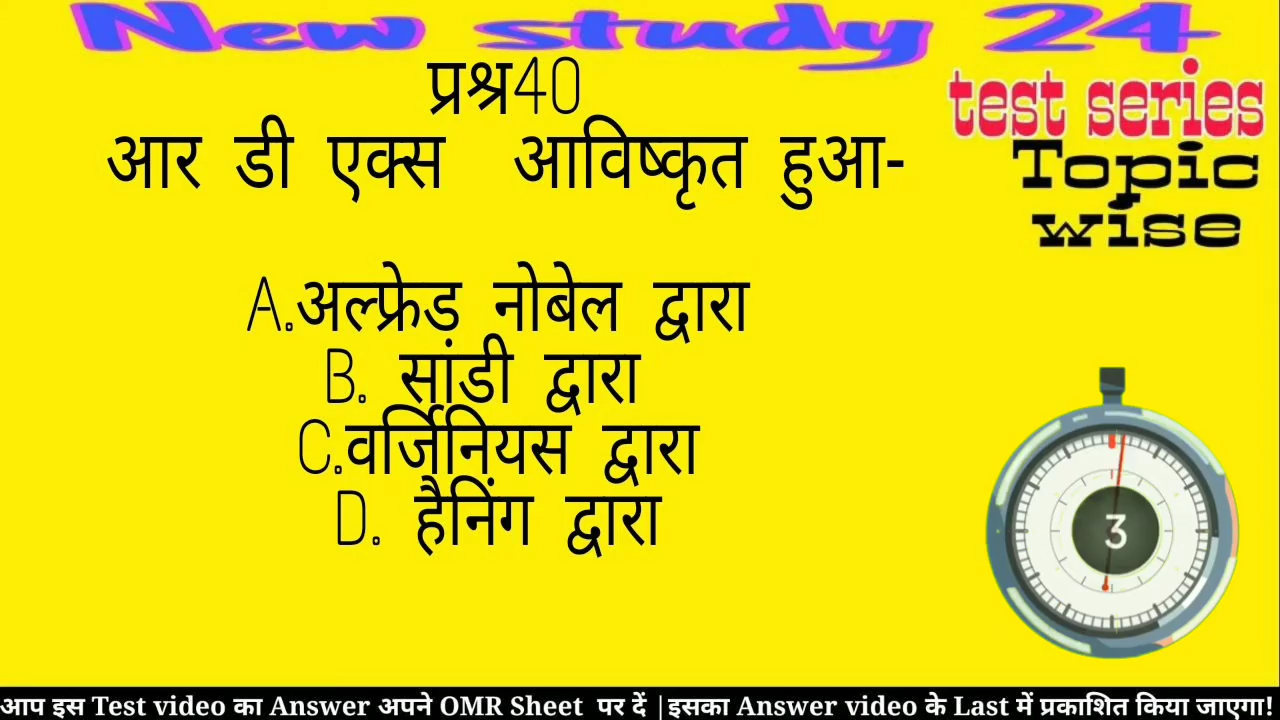 New study 24
test series
Topic
wise
प्रश्न40
आर डी एक्स आविष्कृत हुआ-
A.अल्फ्रेड नोबेल द्वारा
B. सांडी द्वारा
C.वर्जिनियस द्वारा
D. हैनिंग द्वारा
3
आप इस Test video का Answer अपने OMR Sheet पर दें |इसका Answer video के Last में प्रकाशित किया जाएगा!